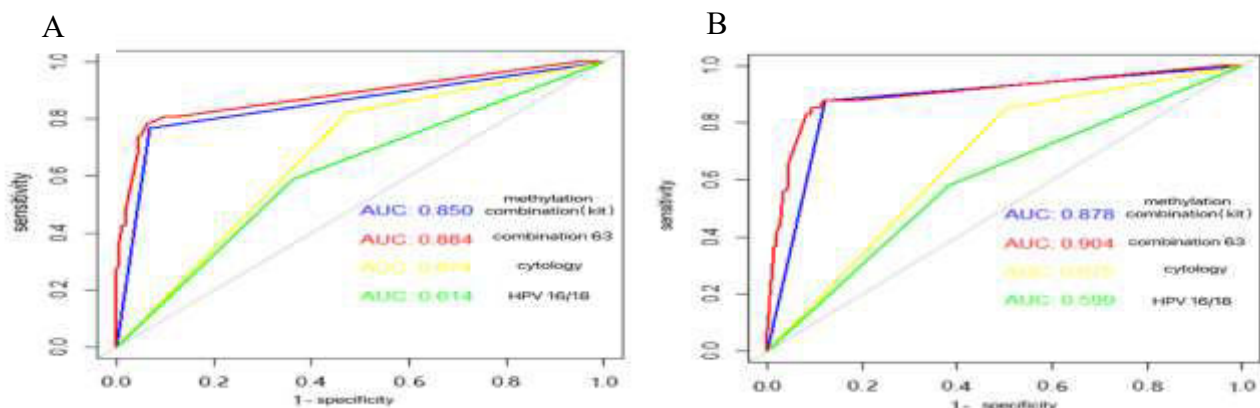 A
1.0
0.8
0.6
0.4
0.2
0.0
sensitivity
methylation
AUC: 0.850 combination(kit)
AUC: 0.884 combination 63
cytology
AUC: 0.614 HPV 16/18
0.0 0.2 0.4 0.6 0.8 1.0
1 - specificity
B
1.0
0.8
0.6
0.4
0.2
0.0
sensitivity
methylation
AUC: 0.878 combination(kit)
AUC: 0.904 combination 63
cytology
AUC: 0.599 HPV 16/18
0.0 0.2 0.4 0.6 0.8 1.0
1 - specificity